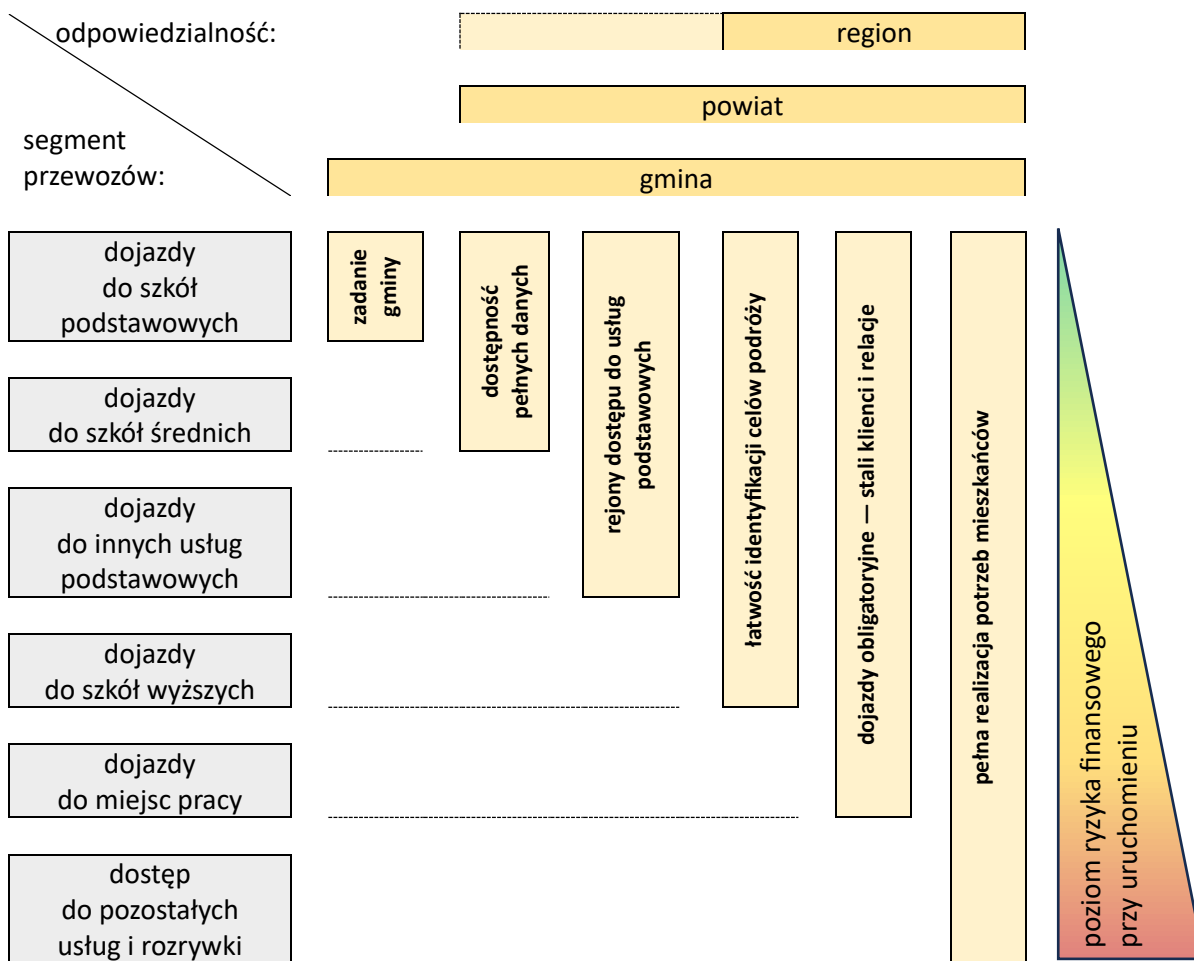 odpowiedzialność:
region
powiat
segment
przewozów:
gmina
dojazdy
do szkół
podstawowych
zadanie
gminy
dostępność
pełnych danych
rejony dostępu do usług
podstawowych
łatwość identyfikacji celów podróży
dojazdy obligatoryjne — stali klienci i relacje
pełna realizacja potrzeb mieszkańców
poziom ryzyka finansowego
przy uruchomieniu
dojazdy
do szkół średnich
dojazdy
do innych usług
podstawowych
dojazdy
do szkół wyższych
dojazdy
do miejsc pracy
dostęp
do pozostałych
usług i rozrywki